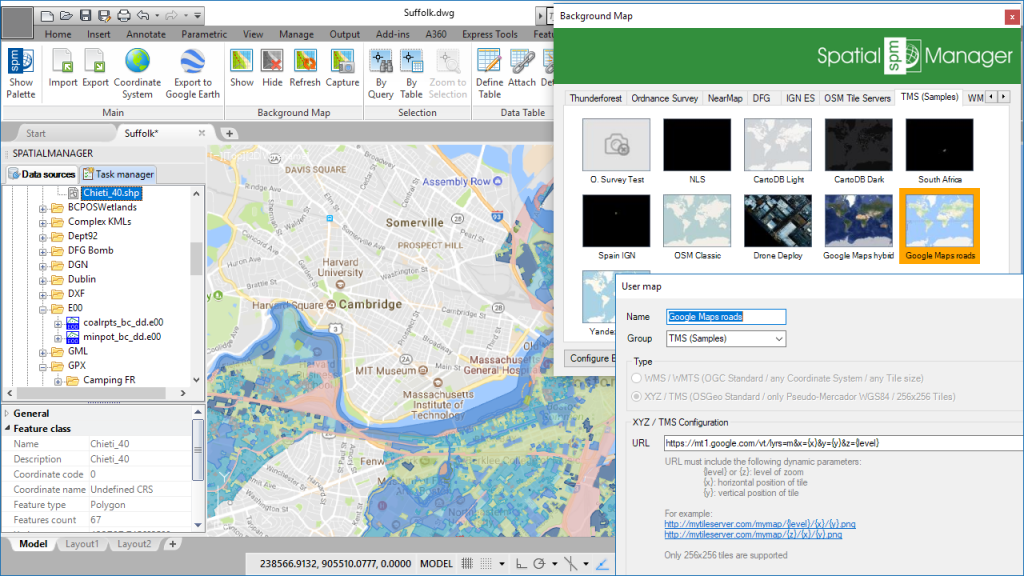 Suffolk.dwg
Home Insert Annotate Parametric View Manage Output Add-ins A360 Express Tools
Show Palette
Import
Export
Coordinate System
Export to Google Earth
Show
Hide
Refresh
Capture
By Query
By Table
Zoom to Selection
Define Table
Attach
Main
Background Map
Selection
Data Table
Start
Suffolk*
SPATIALMANAGER
Data sources
Task manager
Chieti_40.shp
BCPOSWetlands
Complex KMLs
Dept92
DFG Bomb
DGN
Dublin
DXF
E00
coalrpts_bc_dd.e00
minpot_bc_dd.e00
GML
GPX
Camping FR
General
Feature class
Name Chieti_40
Description Chieti_40
Coordinate code 0
Coordinate name Undefined CRS
Feature type Polygon
Features count 67
Model Layout1 Layout2
238566.9132, 905510.0777, 0.0000 MODEL
DAVIS SQUARE
Assembly Row
Somerville
PROSPECT HILL
Harvard University
Harvard Square
Cambridge
MIT Museum
Massachusetts General Hosp
Massachusetts Institute of Technology
Fenw
28
93
3
2A
28
Background Map
Spatial spm Manager
Thunderforest Ordnance Survey NearMap DFG IGN ES OSM Tile Servers TMS (Samples) WM
O. Survey Test
NLS
CartoDB Light
CartoDB Dark
South Africa
Spain IGN
OSM Classic
Drone Deploy
Google Maps hybrid
Google Maps roads
Yandex
Configure
User map
Name Google Maps roads
Group TMS (Samples)
Type
WMS / WMTS (OGC Standard / any Coordinate System / any Tile size)
XYZ / TMS (OSGeo Standard / only Pseudo-Mercador WGS84 / 256x256 Tiles)
XYZ / TMS Configuration
URL https://mt1.google.com/vt/lyrs=m&x={x}&y={y}&z={level}
URL must include the following dynamic parameters:
{level} or {z}: level of zoom
{x}: horizontal position of tile
{y}: vertical position of tile
For example:
http://mytileserver.com/mymap/{level}/{x}/{y}.png
http://mytileserver.com/mymap/{z}/{x}/{y}.png
Only 256x256 tiles are supported